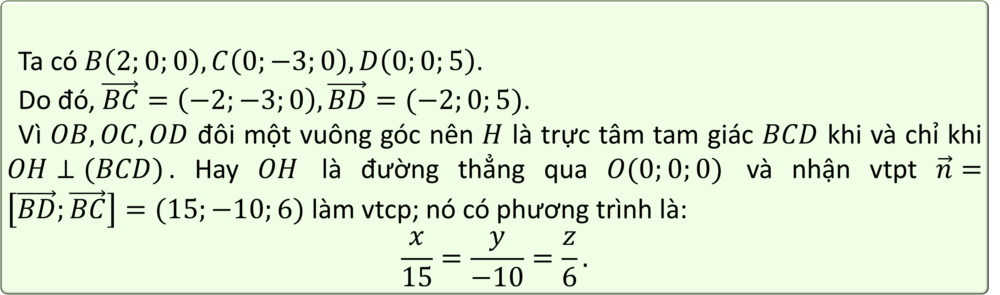 Ta có B(2; 0; 0), C(0; −3; 0), D(0; 0; 5).
Do đó, $\overrightarrow{BC}$ = (−2; −3; 0), $\overrightarrow{BD}$ = (−2; 0; 5).
Vì OB, OC, OD đôi một vuông góc nên H là trực tâm tam giác BCD khi và chỉ khi
OH ⊥ (BCD). Hay OH là đường thẳng qua O(0; 0; 0) và nhận vtpt $\vec{n}$ =
[$\overrightarrow{BD}$; $\overrightarrow{BC}$] = (15; −10; 6) làm vtcp; nó có phương trình là:
$\frac{x}{15} = \frac{y}{-10} = \frac{z}{6}$.